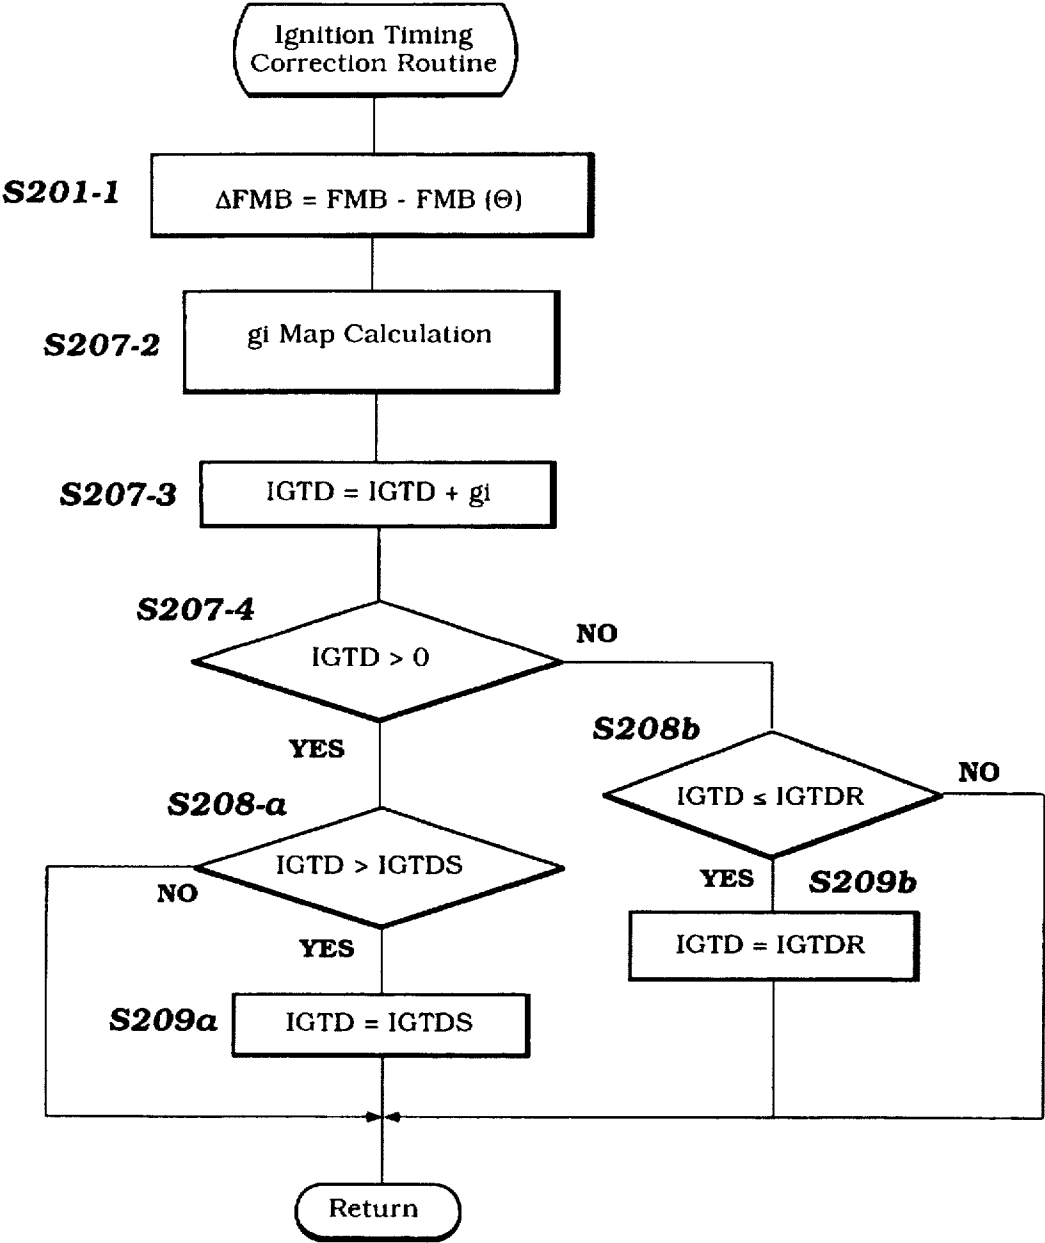 Ignition Timing
Correction Routine
S201-1
ΔFMB = FMB - FMB (Θ)
S207-2
gi Map Calculation
S207-3
IGTD = IGTD + gi
S207-4
IGTD > 0
NO
YES
S208b
IGTD ≤ IGTDR
NO
S208-a
IGTD > IGTDS
NO
YES
YES
S209b
IGTD = IGTDR
S209a
IGTD = IGTDS
Return